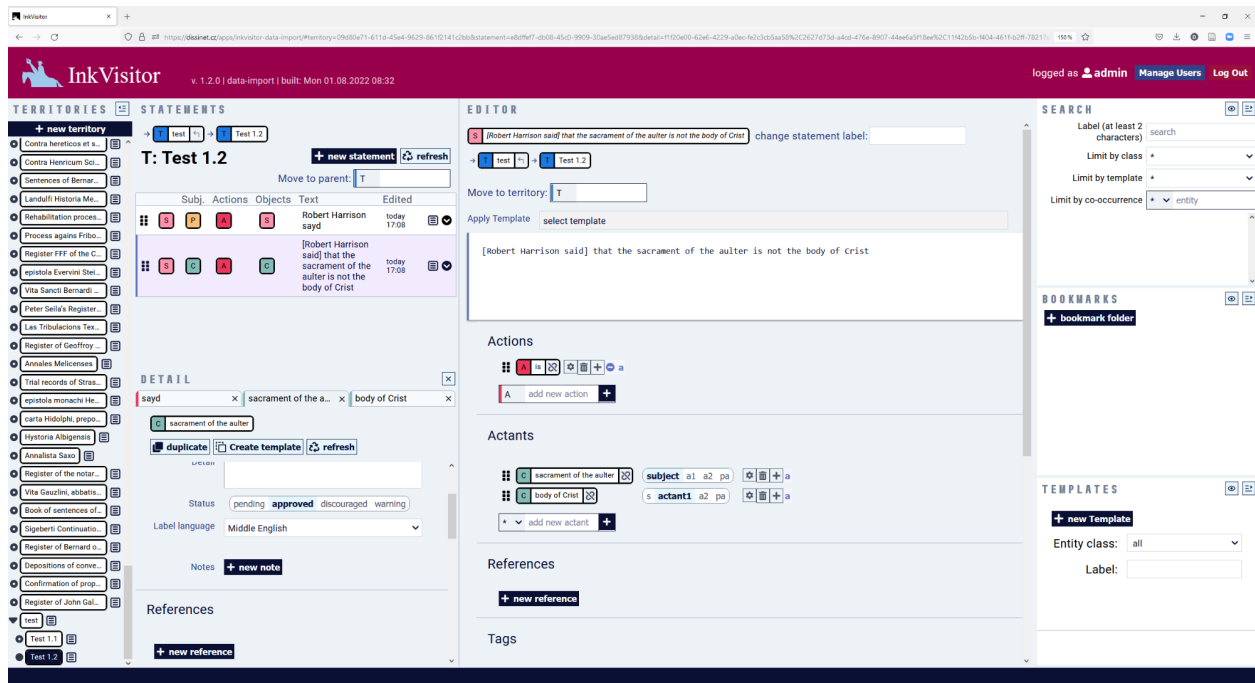 InkVisitor
150%
InkVisitor
v. 1.2.0 | data-import | built: Mon 01.08.2022 08:32
logged as admin
Manage Users
Log Out
TERRITORIES
+ new territory
Contra hereticos et s...
Contra Henricum Sci...
Sentences of Bernar...
Landulfi Historia Me...
Rehabilitation proces...
Process agains Fribo...
Register FFF of the C...
epistola Evervini Stei...
Vita Sancti Bernardi ...
Peter Seila's Register...
Las Tribulacions Tex...
Register of Geoffroy ...
Annales Melicenses
Trial records of Stras...
epistola monachi He...
carta Hidolphi, prepo...
Hystoria Albigensis
Annalista Saxo
Register of the notar...
Vita Gauzlini, abbatis...
Book of sentences of...
Sigeberti Continuatio...
Register of Bernard o...
Depositions of conve...
Confirmation of prop...
Register of John Gal...
test
Test 1.1
Test 1.2
STATEMENTS
T test T Test 1.2
T: Test 1.2
+ new statement
refresh
Move to parent: T
Subj. Actions Objects Text Edited
S P A S Robert Harrison
sayd
today
17:08
S C A C [Robert Harrison
said] that the
sacrament of the
aulter is not the
body of Crist
today
17:08
DETAIL
sayd
sacrament of the a...
body of Crist
C sacrament of the aulter
duplicate
Create template
refresh
Detail
Status pending approved discouraged warning
Label language Middle English
Notes + new note
References
+ new reference
EDITOR
S [Robert Harrison said] that the sacrament of the aulter is not the body of Crist change statement label:
T test T Test 1.2
Move to territory: T
Apply Template select template
[Robert Harrison said] that the sacrament of the aulter is not the body of Crist
Actions
A is a
A add new action +
Actants
C sacrament of the aulter subject a1 a2 pa a
C body of Crist s actant1 a2 pa a
* add new actant +
References
+ new reference
Tags
SEARCH
Label (at least 2
characters) search
Limit by class *
Limit by template *
Limit by co-occurrence * entity
BOOKMARKS
+ bookmark folder
TEMPLATES
+ new Template
Entity class: all
Label: